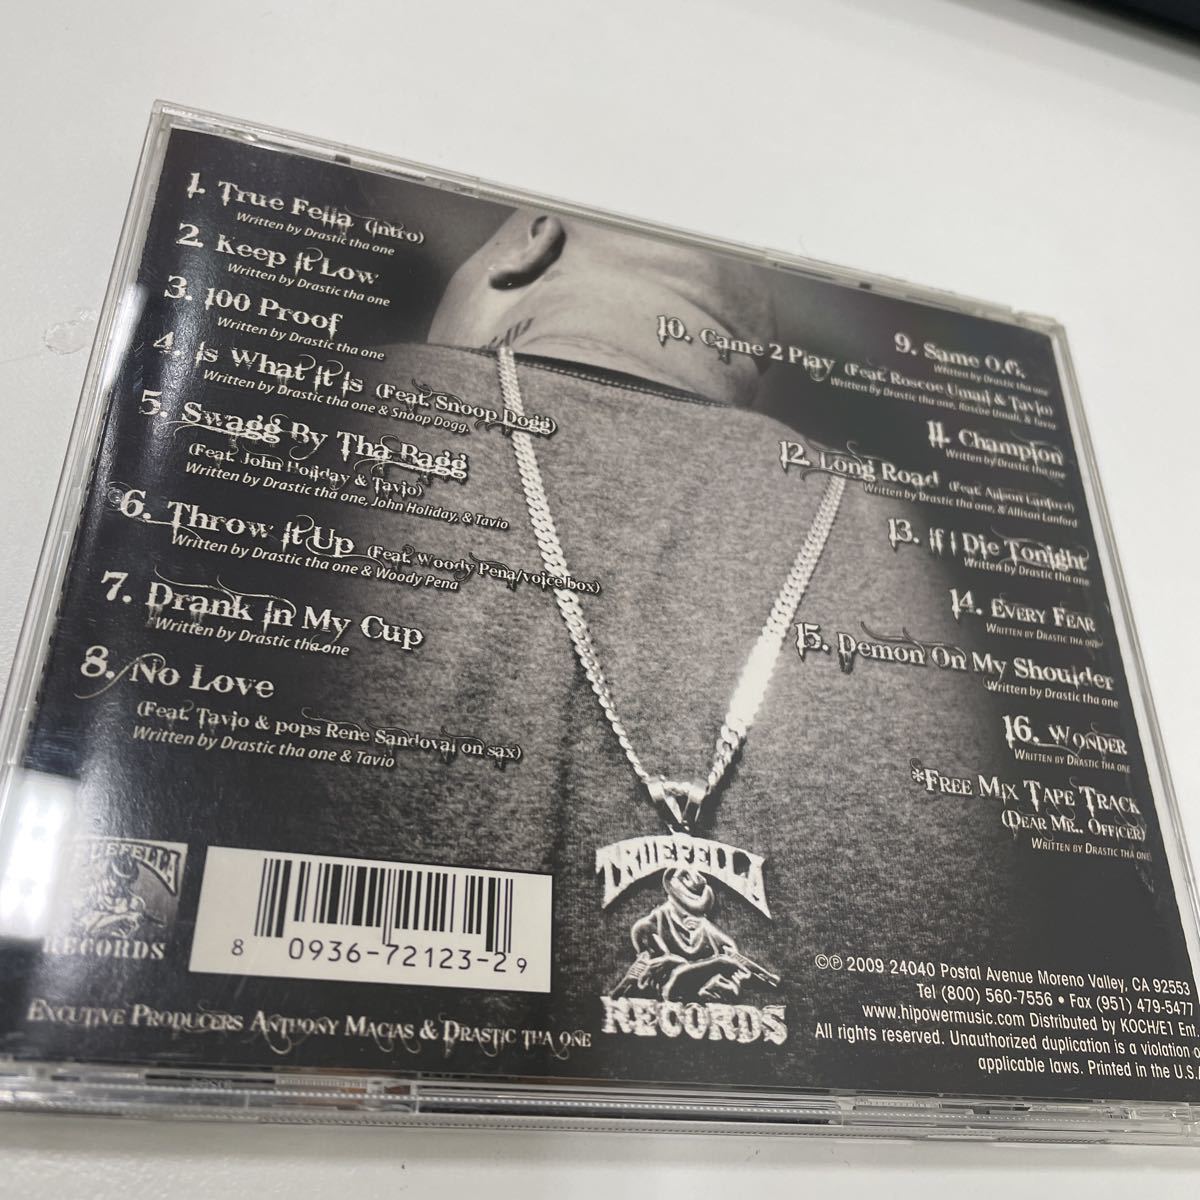 1. True Fella (Intro)
Written by Drastic tha one
2. Keep It Low
Written by Drastic tha one
3. 100 Proof
Written by Drastic tha one
4. Is What It Is (Feat. Snoop Dogg)
Written by Drastic tha one & Snoop Dogg.
5. Swagg By Tha Bagg
(Feat. John Holiday & Tavio)
Written by Drastic tha one, John Holiday, & Tavio
6. Throw It Up (Feat. Woody Pena/voice box)
Written by Drastic tha one & Woody Pena
7. Drank In My Cup
Written by Drastic tha one
8. No Love
(Feat. Tavio & pops Rene Sandoval on sax)
Written by Drastic tha one & Tavio
9. Same O.G.
Written by Drastic tha one
10. Came 2 Play (Feat. Roscoe Umali & Tavio)
Written by Drastic tha one, Roscoe Umali, & Tavio
11. Champion
Written by Drastic tha one
12. Long Road (Feat. Lanford)
Written by Drastic tha one, & Allison Lanford
13. If I Die Tonight
Written by Drastic tha one
14. Every Fear
Written by Drastic tha one
15. Demon On My Shoulder
Written by Drastic tha one
16. Wonder
Written by Drastic tha one
*Free Mix Tape Track
(Dear Mr.. Officer)
Written by Drastic tha one
TRUEFELLA
RECORDS
TRUEFELLA
RECORDS
8 0936-72123-2 9
Excutive Producers Anthony Macias & Drastic tha one
©℗ 2009 24040 Postal Avenue Moreno Valley, CA 92553
Tel (800) 560-7556 • Fax (951) 479-5477
www.hipowermusic.com Distributed by KOCH/E1 Ent.
All rights reserved. Unauthorized duplication is a violation of
applicable laws. Printed in the U.S.A